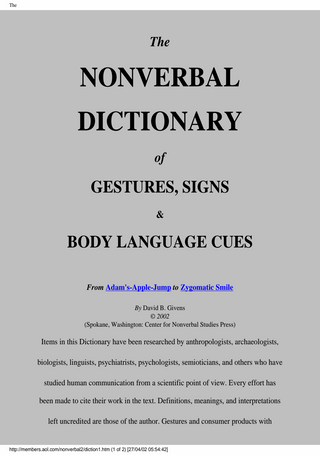 The
The
NONVERBAL
DICTIONARY
of
GESTURES, SIGNS
&
BODY LANGUAGE CUES
From Adam's-Apple-Jump to Zygomatic Smile
By David B. Givens
© 2002
(Spokane, Washington: Center for Nonverbal Studies Press)
Items in this Dictionary have been researched by anthropologists, archaeologists,
biologists, linguists, psychiatrists, psychologists, semioticians, and others who have
studied human communication from a scientific point of view. Every effort has
been made to cite their work in the text. Definitions, meanings, and interpretations
left uncredited are those of the author. Gestures and consumer products with
http://members.aol.com/nonverbal2/diction1.htm (1 of 2) [27/04/02 05:54:42]